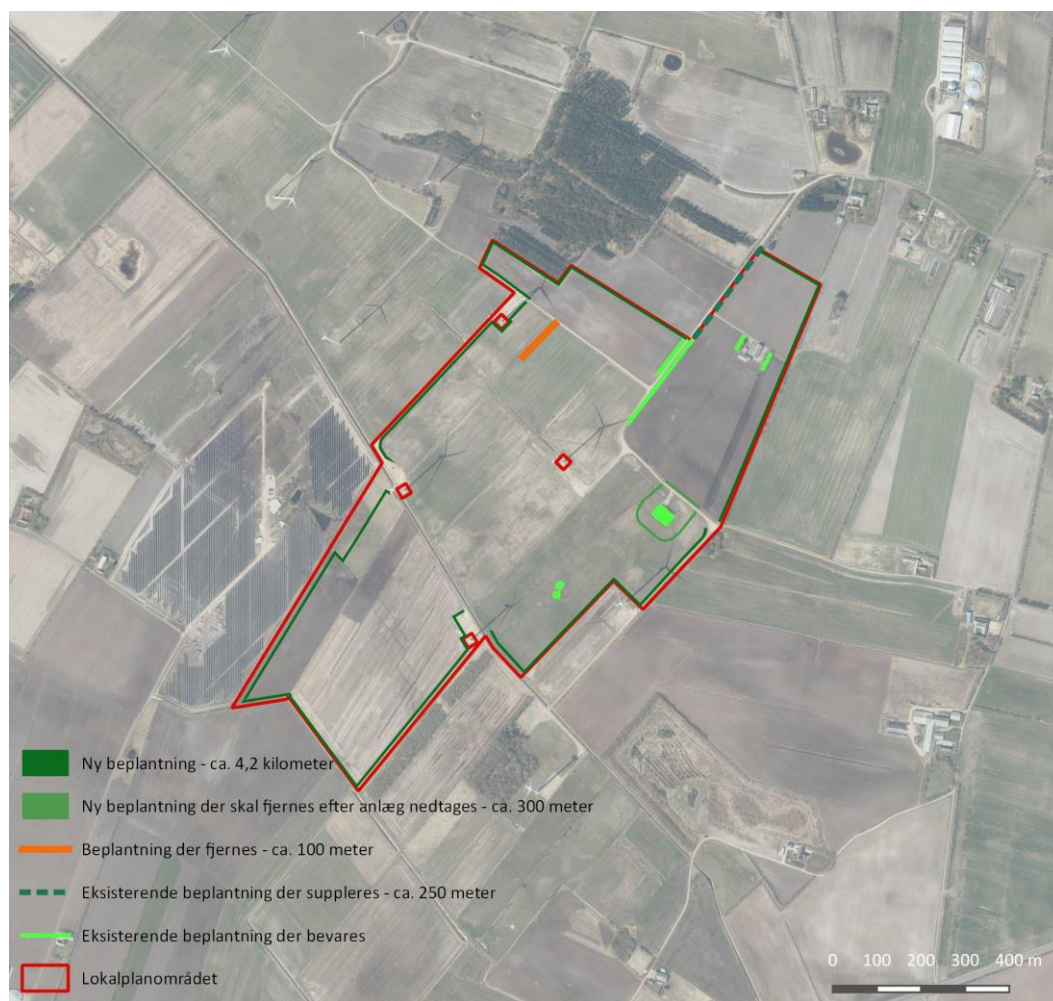 Ny beplantning - ca. 4,2 kilometer
Ny beplantning der skal fjernes efter anlæg nedtages - ca. 300 meter
Beplantning der fjernes - ca. 100 meter
Eksisterende beplantning der suppleres - ca. 250 meter
Eksisterende beplantning der bevares
Lokalplanområdet
0 100 200 300 400 m